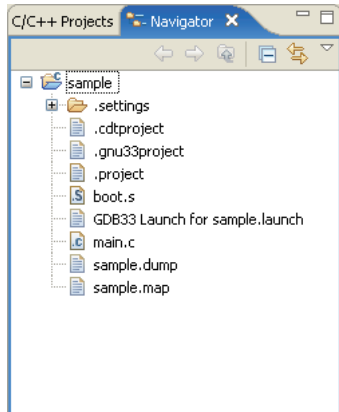 C/C++ Projects Navigator
sample
.settings
.cdtproject
.gnu33project
.project
boot.s
GDB33 Launch for sample.launch
main.c
sample.dump
sample.map